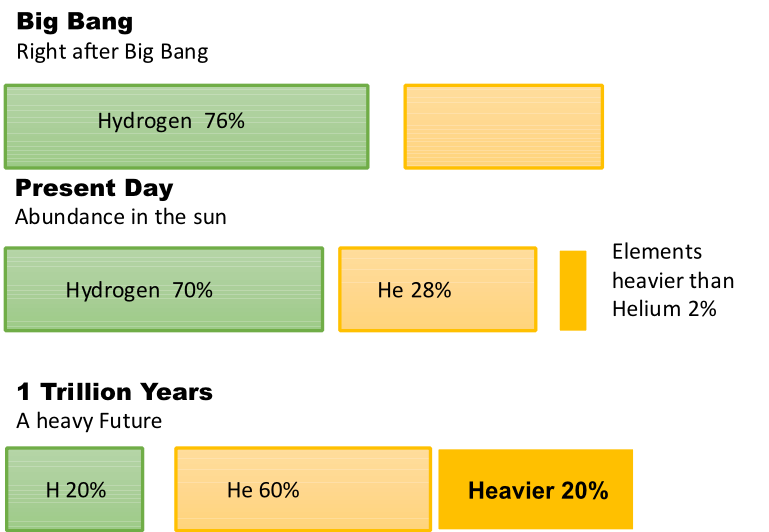 Big Bang
Right after Big Bang
Hydrogen 76%
Present Day
Abundance in the sun
Hydrogen 70%
He 28%
Elements
heavier than
Helium 2%
1 Trillion Years
A heavy Future
H 20%
He 60%
Heavier 20%